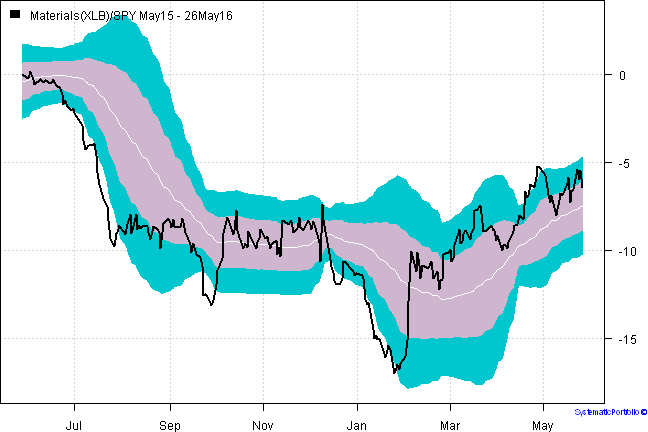 Materials(XLB)/SPY May15 - 26May16
0
-5
-10
-15
Jul
Sep
Nov
Jan
Mar
May
SystematicPortfolio ©